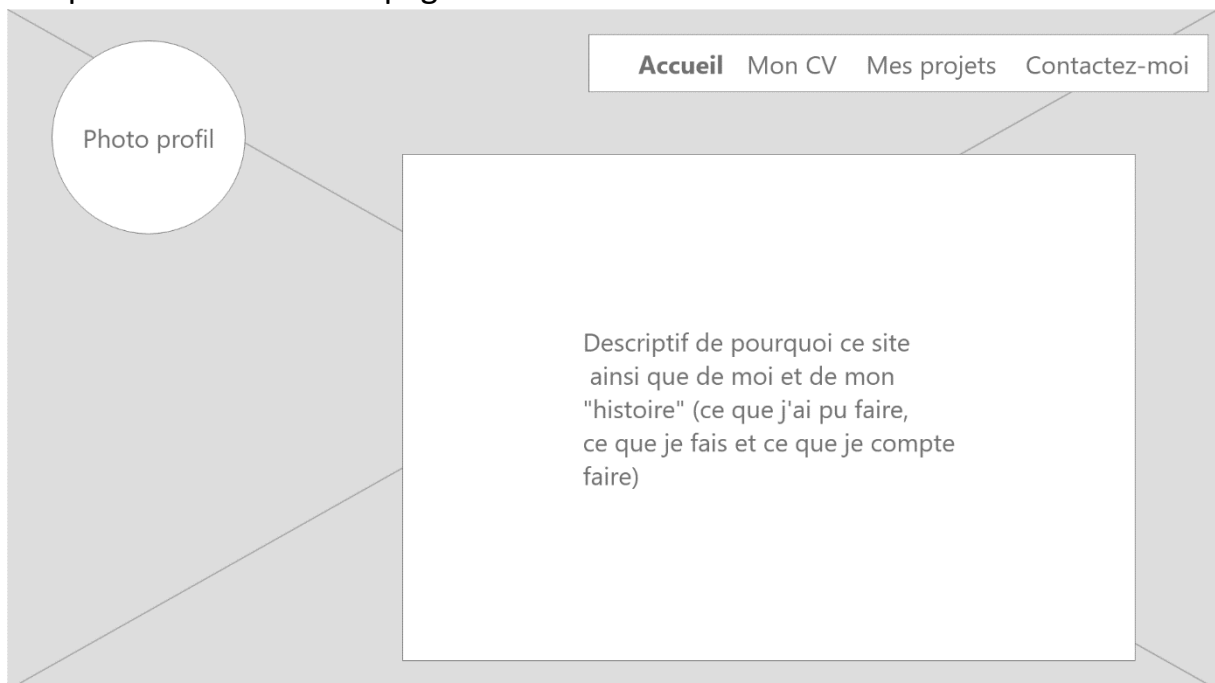 Accueil Mon CV Mes projets Contactez-moi
Photo profil
Descriptif de pourquoi ce site
ainsi que de moi et de mon
"histoire" (ce que j'ai pu faire,
ce que je fais et ce que je compte
faire)